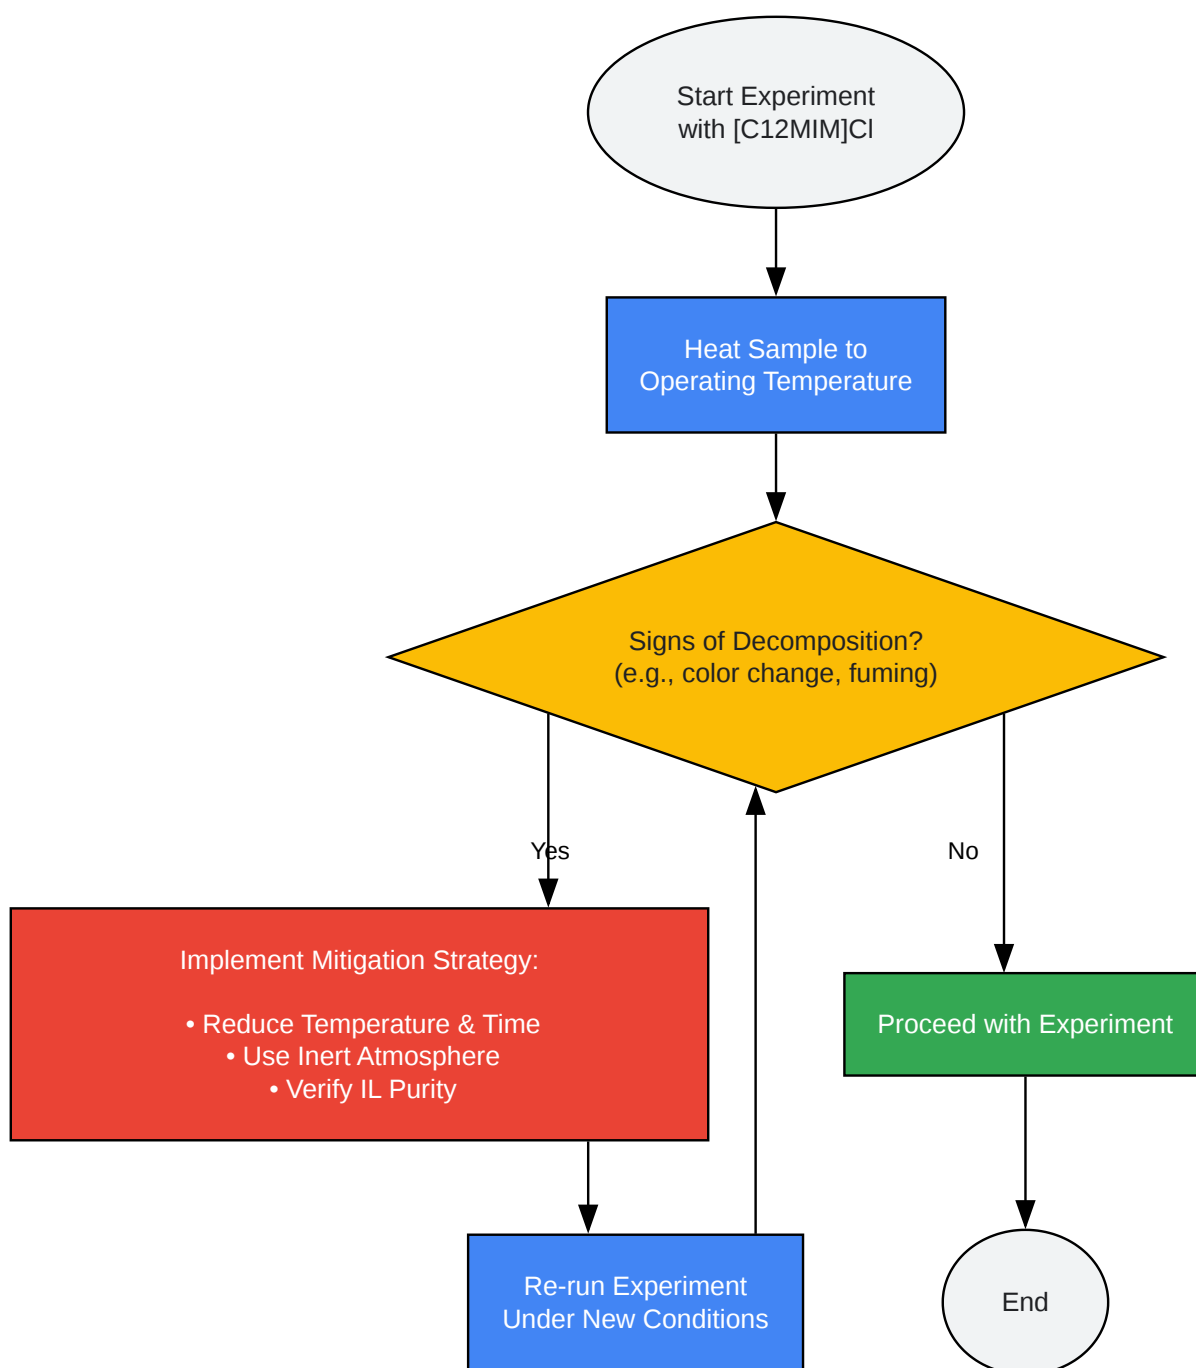 Start Experiment
with [C12MIM]Cl
Heat Sample to
Operating Temperature
Signs of Decomposition?
(e.g., color change, fuming)
Yes
No
Implement Mitigation Strategy:
• Reduce Temperature & Time
• Use Inert Atmosphere
• Verify IL Purity
Proceed with Experiment
Re-run Experiment
Under New Conditions
End